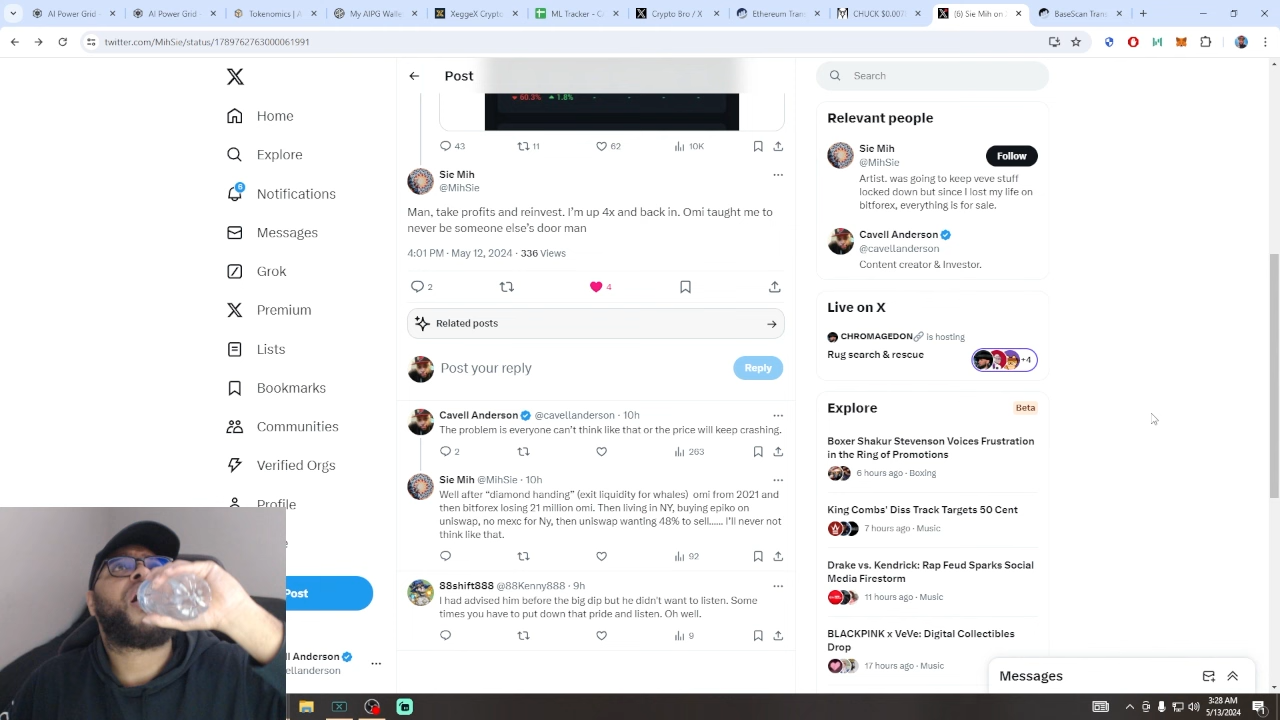 AI Power Grid
AI Power Grid
Tokenomics
My AIPG Walle
XeggeX Crypto
ML Tracker - G
Crypto Bro / X
Ethereum Tran
CHUCK $0.007
(6) Sie Mih on
BaseScan Trans
twitter.com/MihSie/status/1789762763000061991
Home
Explore
6
Notifications
Messages
Grok
Premium
Lists
Bookmarks
Communities
Verified Orgs
Profile
Post
ll Anderson
ellanderson
Post
60.3%
1.8%
43
11
62
10K
Sie Mih
@MihSie
Man, take profits and reinvest. I’m up 4x and back in. Omi taught me to
never be someone else’s door man
4:01 PM · May 12, 2024 · 336 Views
2
4
Related posts
Post your reply
Reply
Cavell Anderson @cavellanderson · 10h
The problem is everyone can’t think like that or the price will keep crashing.
2
263
Sie Mih @MihSie · 10h
Well after “diamond handing” (exit liquidity for whales) omi from 2021 and
then bitforex losing 21 million omi. Then living in NY, buying epiko on
uniswap, no mexc for Ny, then uniswap wanting 48% to sell...... I’ll never not
think like that.
92
88shift888 @88Kenny888 · 9h
I had advised him before the big dip but he didn't want to listen. Some
times you have to put down that pride and listen. Oh well.
9
Search
Relevant people
Sie Mih
@MihSie
Follow
Artist. was going to keep veve stuff
locked down but since I lost my life on
bitforex, everything is for sale.
Cavell Anderson
@cavellanderson
Content creator & Investor.
Live on X
CHROMAGEDON is hosting
Rug search & rescue
+4
Explore
Beta
Boxer Shakur Stevenson Voices Frustration
in the Ring of Promotions
6 hours ago · Boxing
King Combs' Diss Track Targets 50 Cent
7 hours ago · Music
Drake vs. Kendrick: Rap Feud Sparks Social
Media Firestorm
11 hours ago · Music
BLACKPINK x VeVe: Digital Collectibles
Drop
17 hours ago · Music
Messages
3:28 AM
5/13/2024